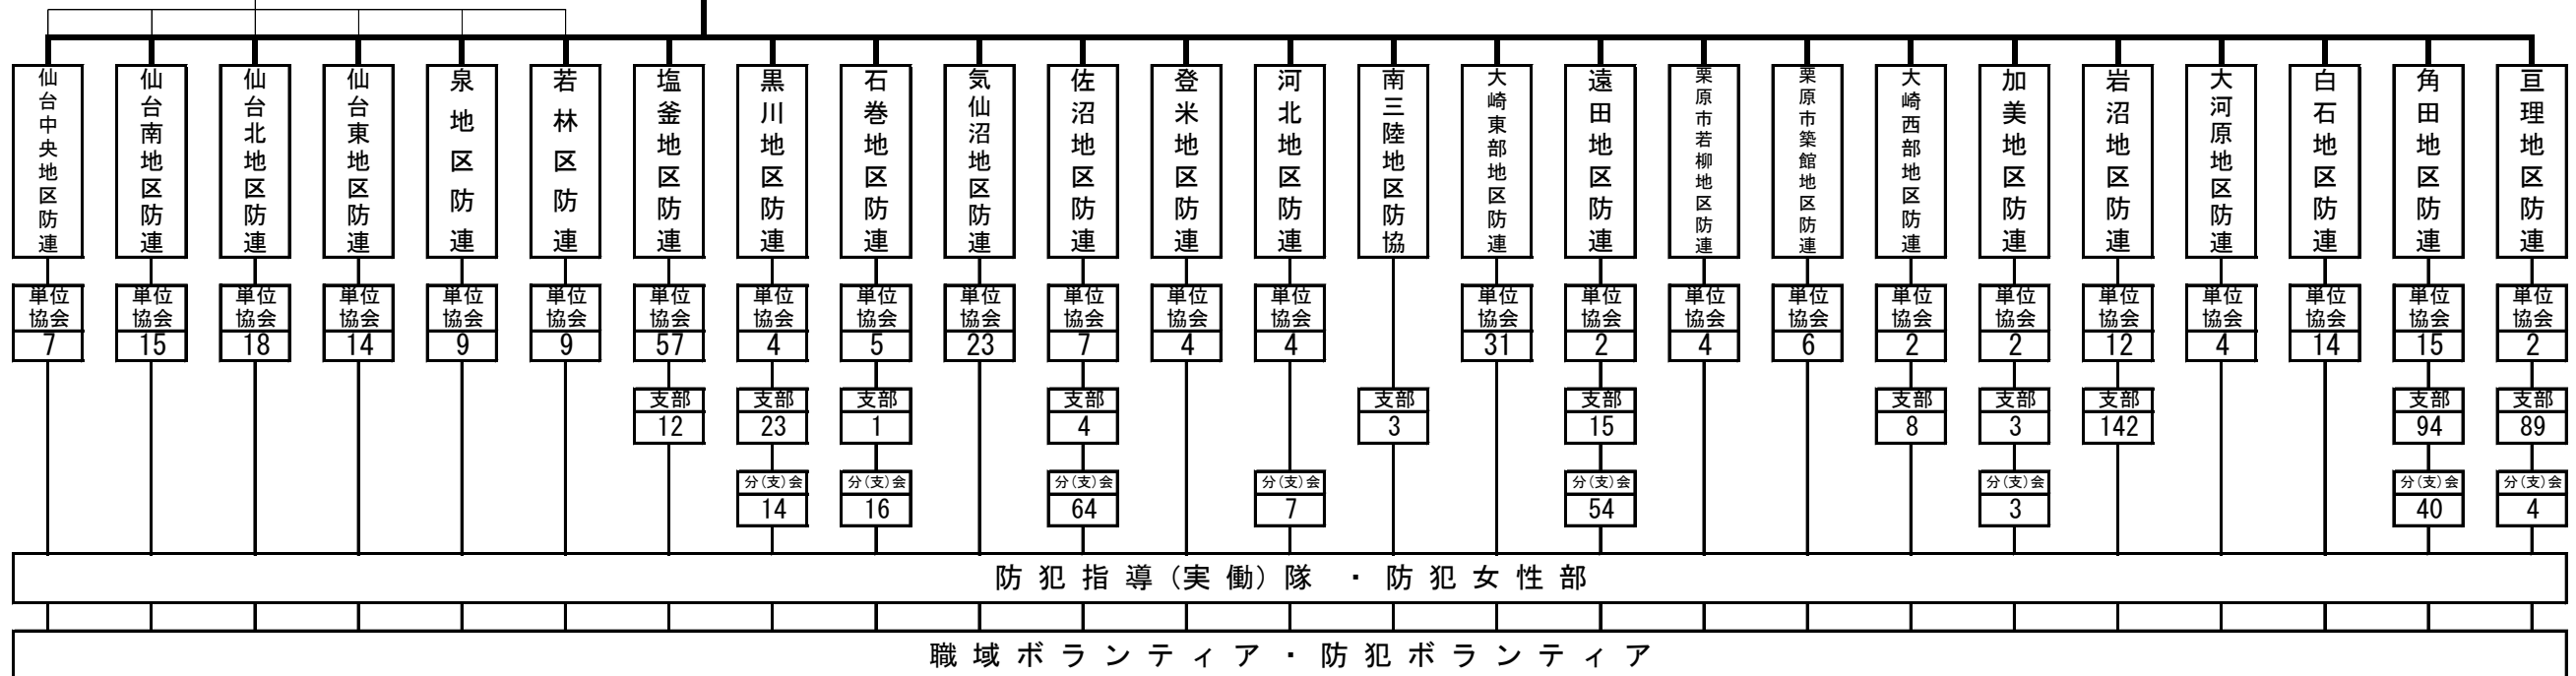 仙台中央地区防連
仙台南地区防連
仙台北地区防連
仙台東地区防連
泉地区防連
若林区防連
塩釜地区防連
黒川地区防連
石巻地区防連
気仙沼地区防連
佐沼地区防連
登米地区防連
河北地区防連
南三陸地区防協
大崎東部地区防連
遠田地区防連
栗原市若柳地区防連
栗原市築館地区防連
大崎西部地区防連
加美地区防連
岩沼地区防連
大河原地区防連
白石地区防連
角田地区防連
亘理地区防連
単位 単位 単位 単位 単位 単位 単位 単位 単位 単位 単位 単位 単位 単位 単位 単位 単位 単位 単位 単位 単位 単位 単位 単位
協会 協会 協会 協会 協会 協会 協会 協会 協会 協会 協会 協会 協会 協会 協会 協会 協会 協会 協会 協会 協会 協会 協会 協会
7 15 18 14 9 9 57 4 5 23 7 4 4 31 2 4 6 2 2 12 4 14 15 2
支部 支部 支部 支部 支部 支部 支部 支部 支部 支部 支部
12 23 1 4 3 15 8 3 142 94 89
分(支)会 分(支)会 分(支)会 分(支)会 分(支)会 分(支)会 分(支)会 分(支)会
14 16 64 7 54 3 40 4
防犯指導(実働)隊 ・ 防犯女性部
職域ボランティア・防犯ボランティア